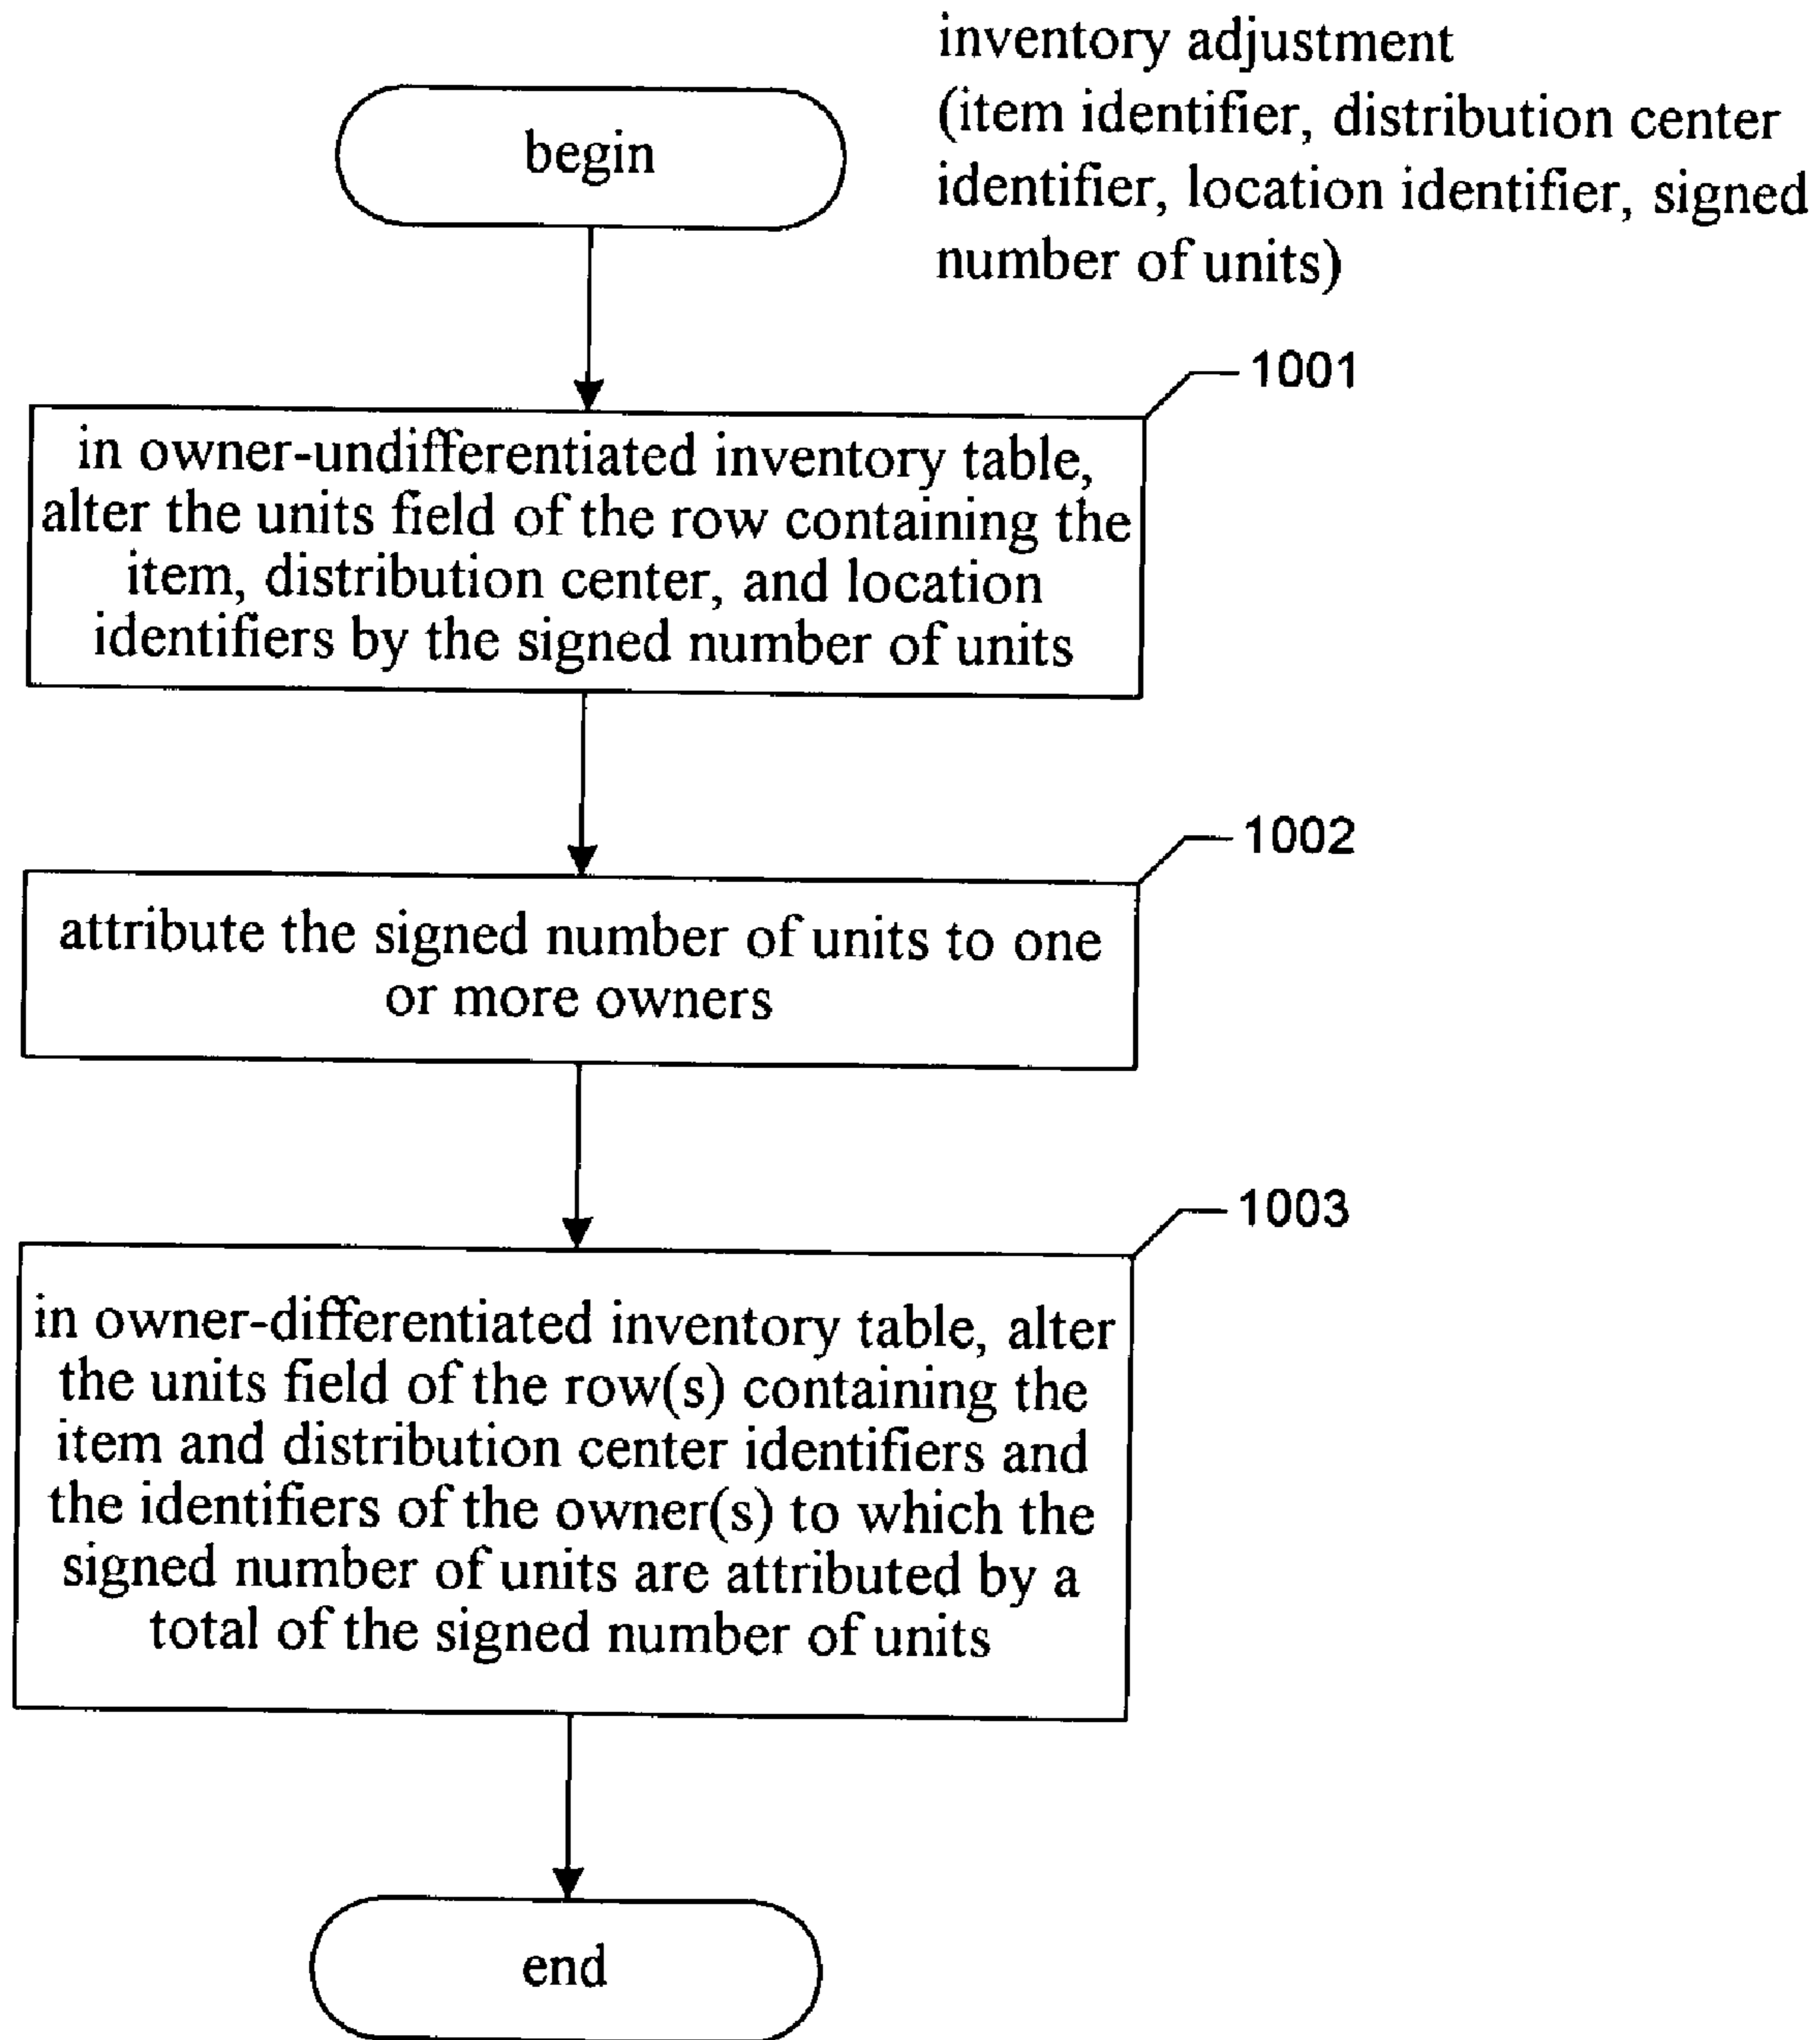 inventory adjustment
(item identifier, distribution center
identifier, location identifier, signed
number of units)
begin
1001
in owner-undifferentiated inventory table,
alter the units field of the row containing the
item, distribution center, and location
identifiers by the signed number of units
1002
attribute the signed number of units to one
or more owners
1003
in owner-differentiated inventory table, alter
the units field of the row(s) containing the
item and distribution center identifiers and
the identifiers of the owner(s) to which the
signed number of units are attributed by a
total of the signed number of units
end